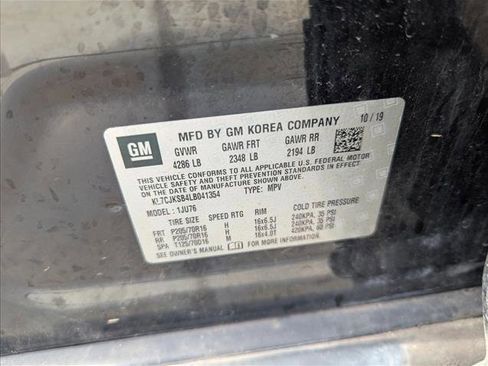 GM
MFD BY GM KOREA COMPANY 10/19
GVWR GAWR FRT GAWR RR
4286 LB 2348 LB 2194 LB
THIS VEHICLE CONFORMS TO ALL APPLICABLE U.S. FEDERAL MOTOR
VEHICLE SAFETY, BUMPER, AND THEFT PREVENTION STANDARDS IN
EFFECT ON THE DATE OF MANUFACTURE SHOWN ABOVE.
KL7CJKSB4LB041354 TYPE: MPV
MODEL: 1JU76
TIRE SIZE SPEED RTG RIM COLD TIRE PRESSURE
FRT P205/70R16 H 16x6.5J 240KPA, 35 PSI
RR P205/70R16 H 16x6.5J 240KPA, 35 PSI
SPA T125/70D16 M 16x4.0T 420KPA, 60 PSI
SEE OWNER'S MANUAL FOR MORE INFORMATION.